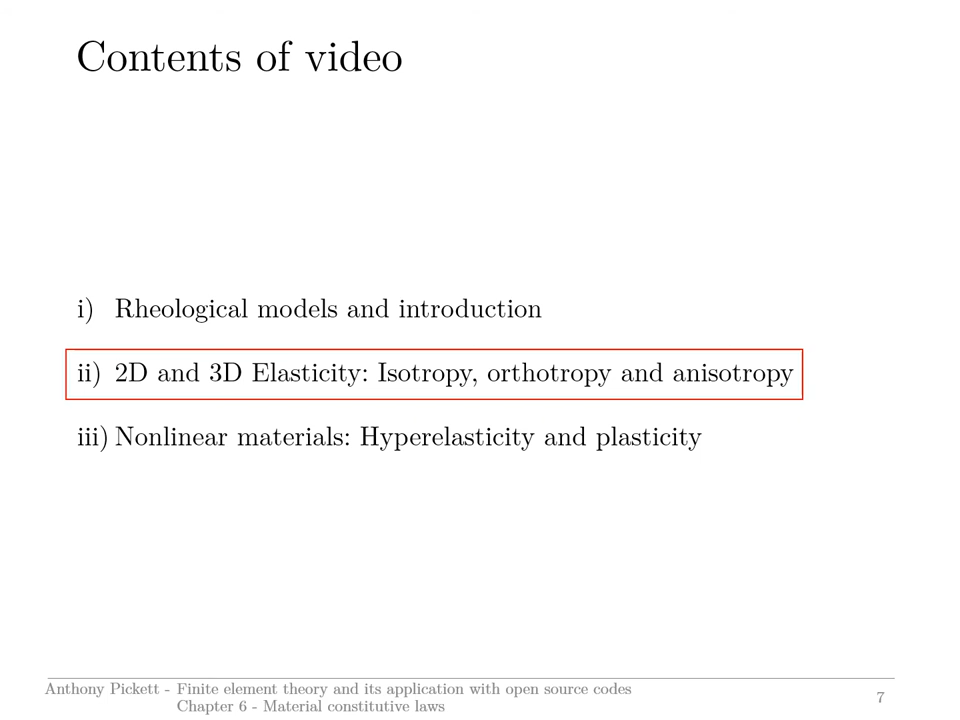 Contents of video
i) Rheological models and introduction
ii) 2D and 3D Elasticity: Isotropy, orthotropy and anisotropy
iii) Nonlinear materials: Hyperelasticity and plasticity
Anthony Pickett - Finite element theory and its application with open source codes
Chapter 6 - Material constitutive laws
7